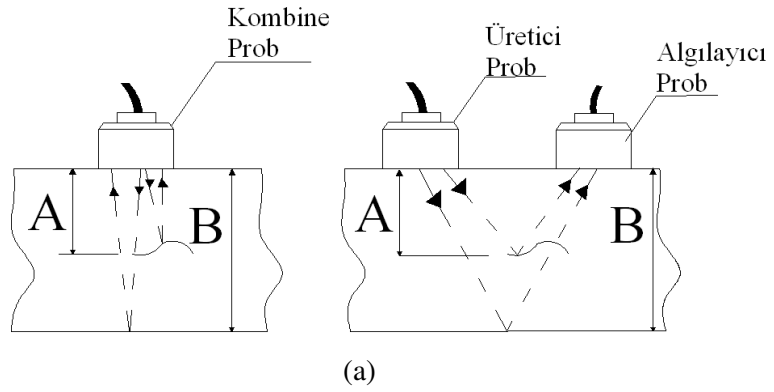 Kombine
Prob
Üretici
Prob
Algılayıcı
Prob
A
B
A
B
(a)